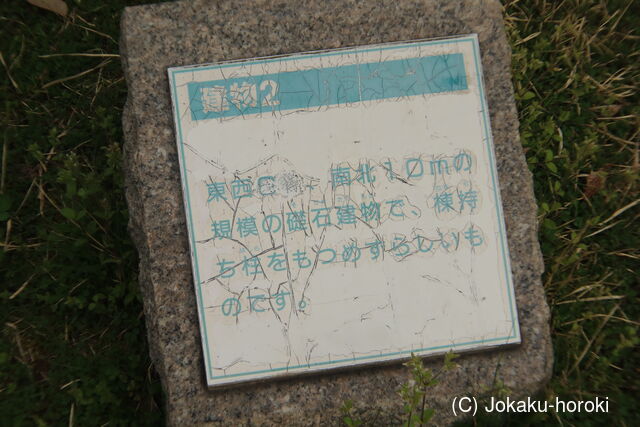 建物2
東西6m、南北10mの
規模の礎石建物で、棟持
ち柱をもつめずらしいも
のです。
(C) Jokaku-horoki